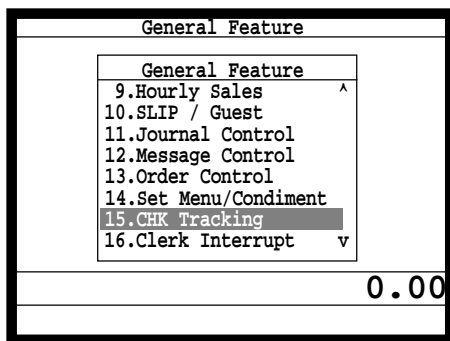 General Feature
General Feature
9.Hourly Sales ^
10.SLIP / Guest
11.Journal Control
12.Message Control
13.Order Control
14.Set Menu/Condiment
15.CHK Tracking
16.Clerk Interrupt v
0.00